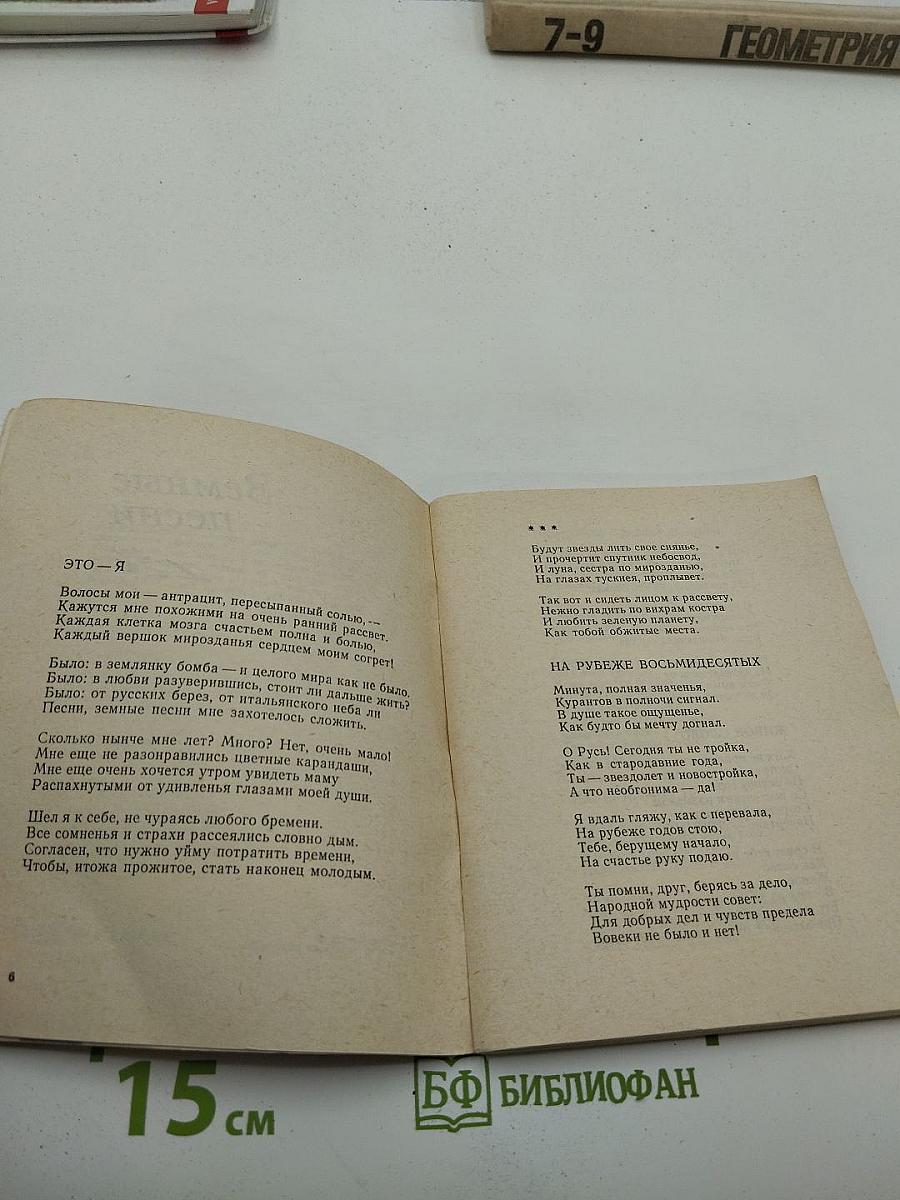 7-9 ГЕОМЕТРИЯ
Земные
песни
ЭТО — Я
Волосы мои — антрацит, пересыпанный солью, —
Кажутся мне похожими на очень ранний рассвет.
Каждая клетка мозга счастьем полна и болью,
Каждый вершок мирозданья сердцем моим согрет!
Было: в землянку бомба — и целого мира как не было.
Было: в любви разуверившись, стоит ли дальше жить?
Было: от русских берез, от итальянского неба ли
Песни, земные песни мне захотелось сложить.
Сколько нынче мне лет? Много? Нет, очень мало!
Мне еще не разонравились цветные карандаши,
Мне еще очень хочется утром увидеть маму
Распахнутыми от удивленья глазами моей души.
Шел я к себе, не чураясь любого бремени.
Все сомненья и страхи рассеялись словно дым.
Согласен, что нужно уйму потратить времени,
Чтобы, итожа прожитое, стать наконец молодым.
6
* * *
Будут звезды лить свое сиянье,
И прочертит спутник небосвод,
И луна, сестра по мирозданью,
На глазах тускнея, проплывет.
Так вот и сидеть лицом к рассвету,
Нежно гладить по вихрам костра
И любить зеленую планету,
Как тобой обжитые места.
НА РУБЕЖЕ ВОСЬМИДЕСЯТЫХ
Минута, полная значенья,
Курантов в полночи сигнал.
В душе такое ощущенье,
Как будто бы мечту догнал.
О Русь! Сегодня ты не тройка,
Как в стародавние года,
Ты — звездолет и новостройка,
А что необгонима — да!
Я вдаль гляжу, как с перевала,
На рубеже годов стою,
Тебе, берущему начало,
На счастье руку подаю.
Ты помни, друг, берясь за дело,
Народной мудрости совет:
Для добрых дел и чувств предела
Вовеки не было и нет!
15 см
БФ БИБЛИОФАН